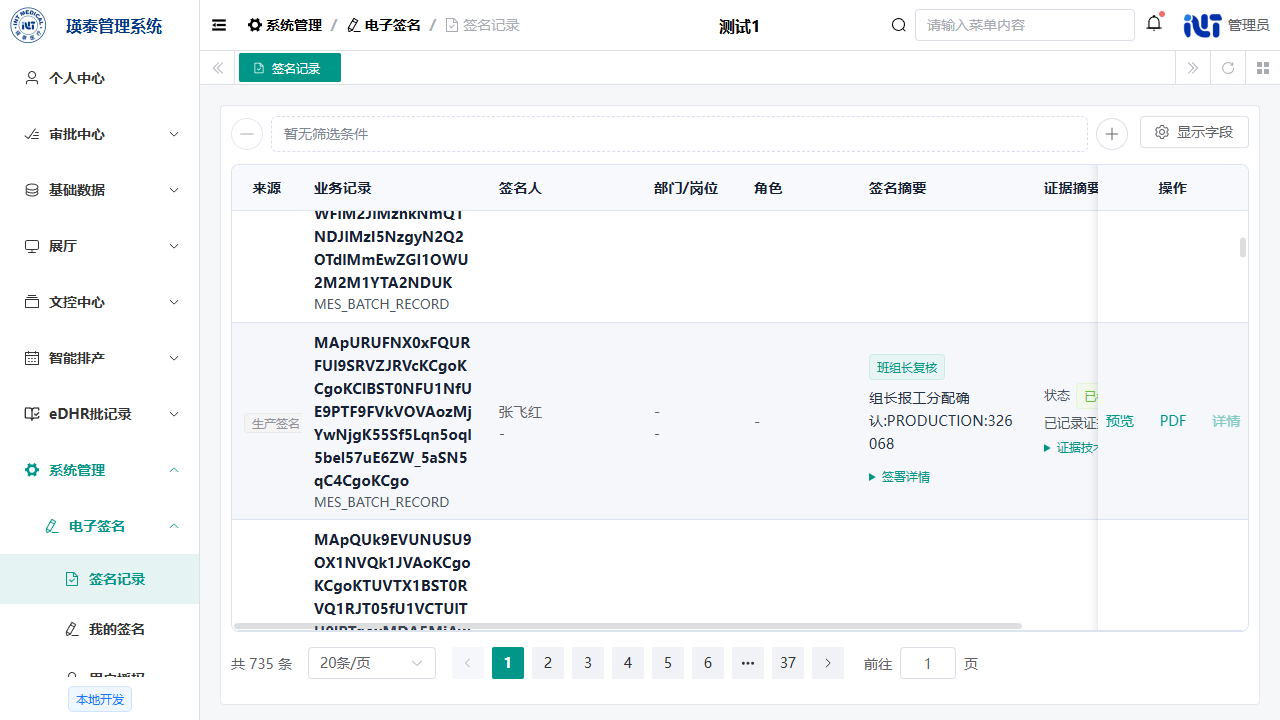 瑛泰管理系统
系统管理 / 电子签名 / 签名记录
测试1
请输入菜单内容
管理员
签名记录
个人中心
审批中心
基础数据
展厅
文控中心
智能排产
eDHR批记录
系统管理
电子签名
签名记录
我的签名
本地开发
暂无筛选条件
显示字段
来源 业务记录 签名人 部门/岗位 角色 签名摘要 证据摘要 操作
NDJlMzI5NzgyN2Q2
OTdlMmEwZGI1OWU
2M2M1YTA2NDUK
MES_BATCH_RECORD
生产签名
MApURUFNX0xFQUR
FUl9SRVZJRVcKCgoK
CgoKClBST0NFU1NfU
E9PTF9FVkVOVAozMj
YwNjgK55Sf5Lqn5oql
5bel57uE6ZW_5aSN5
qC4CgoKCgo
MES_BATCH_RECORD
张飞红
-
-
-
-
班组长复核
组长报工分配确
认:PRODUCTION:326
068
签署详情
状态
已记录证
证据技
预览 PDF 详情
MApQUk9EVUNUSU9
OX1NVQk1JVAoKCgo
KCgoKTUVTX1BST0R
VQ1RJT05fU1VCTUlT
共 735 条
20条/页
1 2 3 4 5 6 ••• 37
前往 1 页